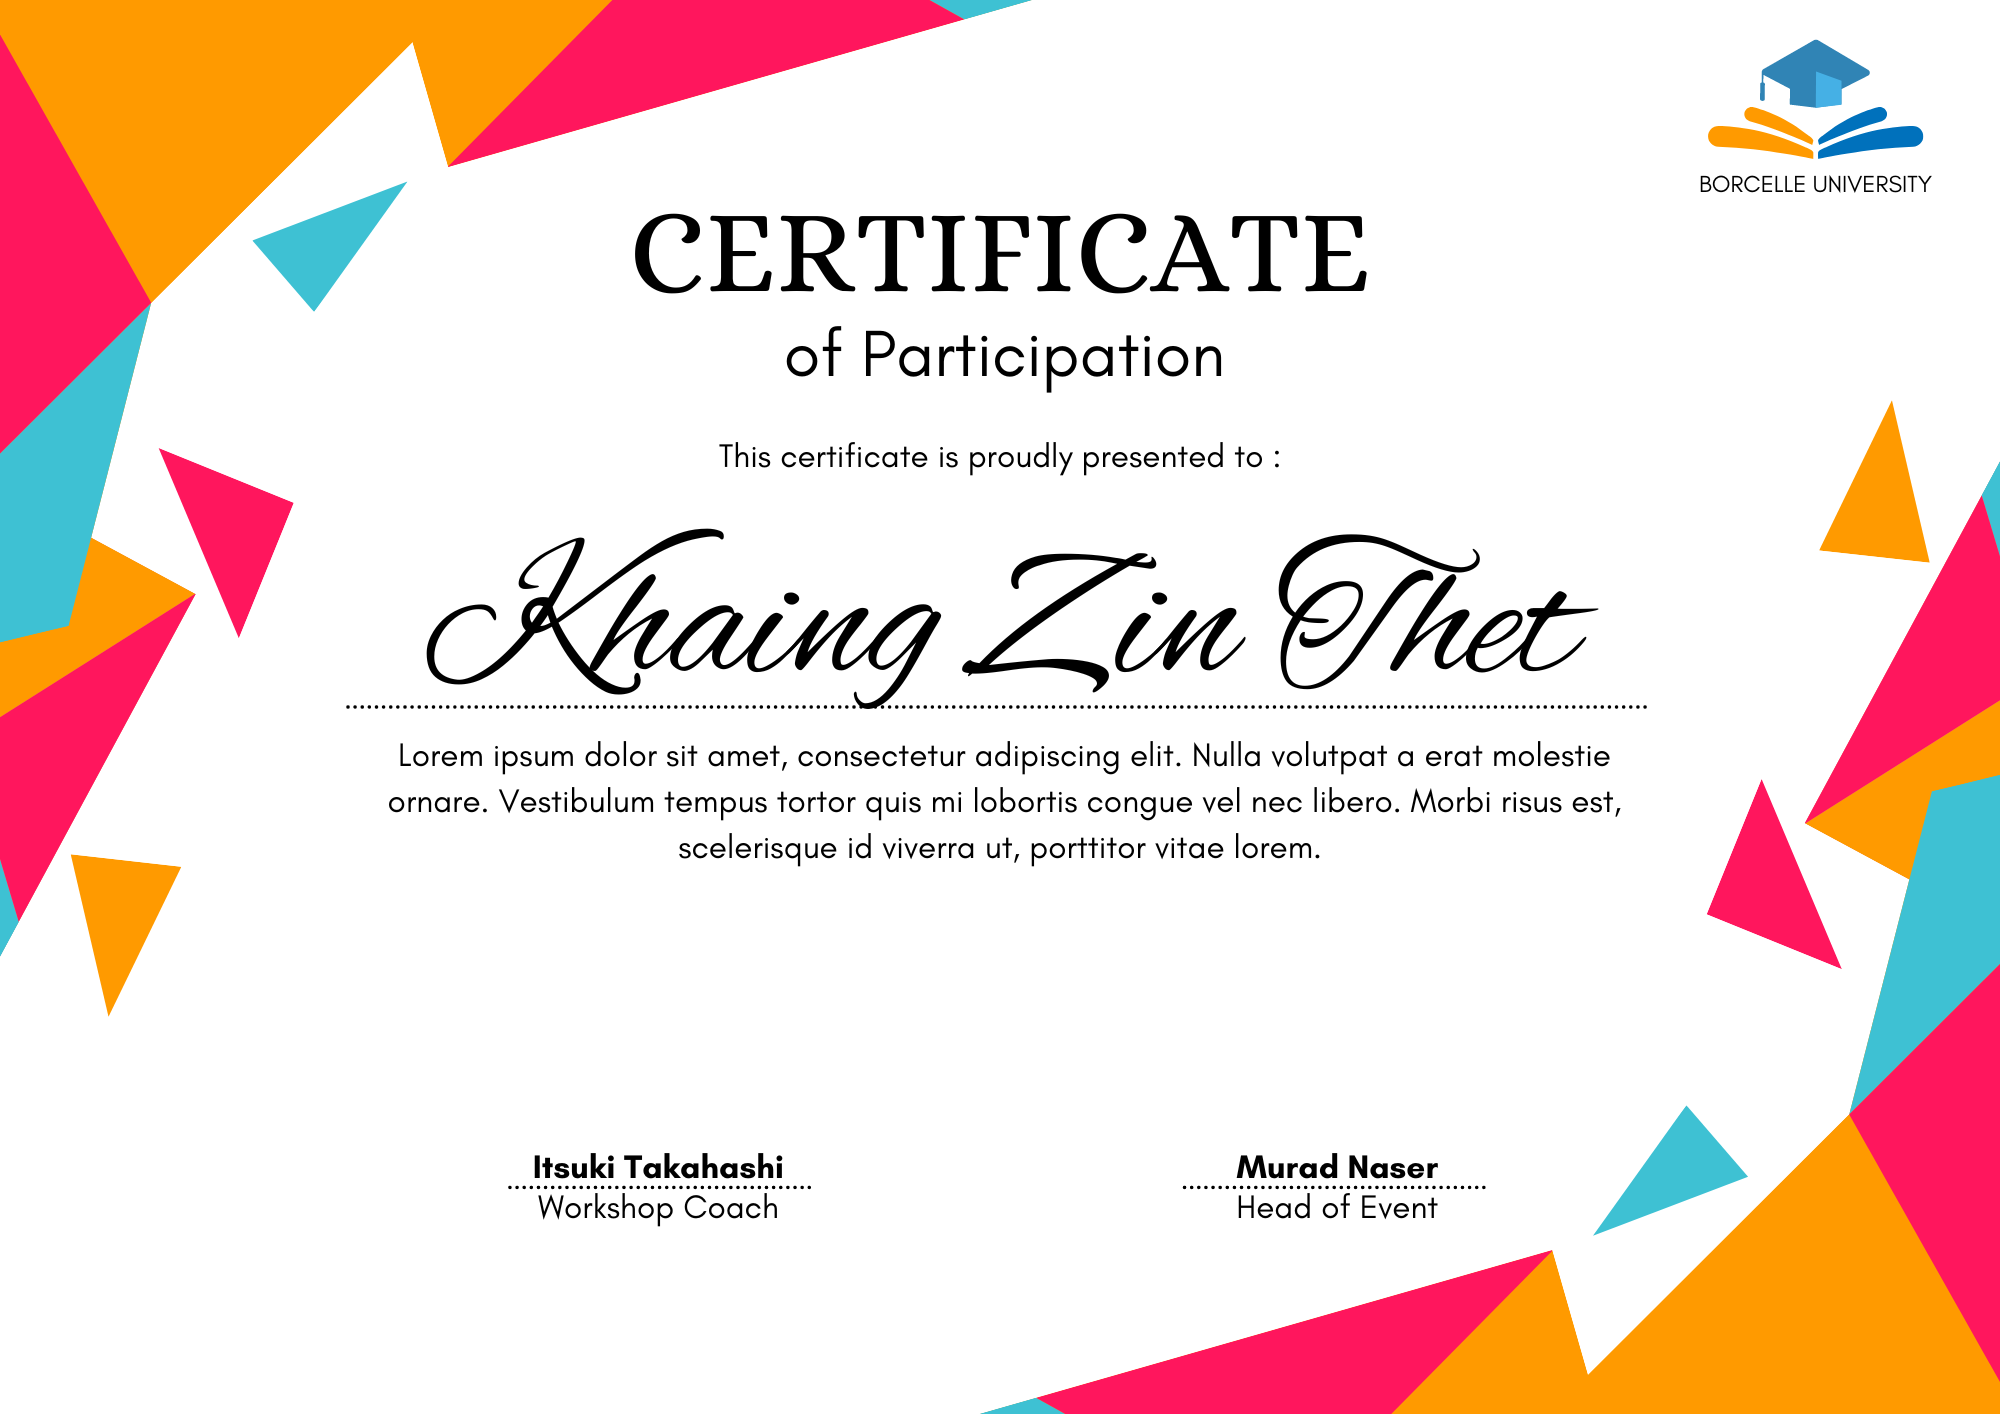 BORCELLE UNIVERSITY
CERTIFICATE
of Participation
This certificate is proudly presented to :
Khaing Zin Thet
Lorem ipsum dolor sit amet, consectetur adipiscing elit. Nulla volutpat a erat molestie
ornare. Vestibulum tempus tortor quis mi lobortis congue vel nec libero. Morbi risus est,
scelerisque id viverra ut, porttitor vitae lorem.
Itsuki Takahashi
Workshop Coach
Murad Naser
Head of Event